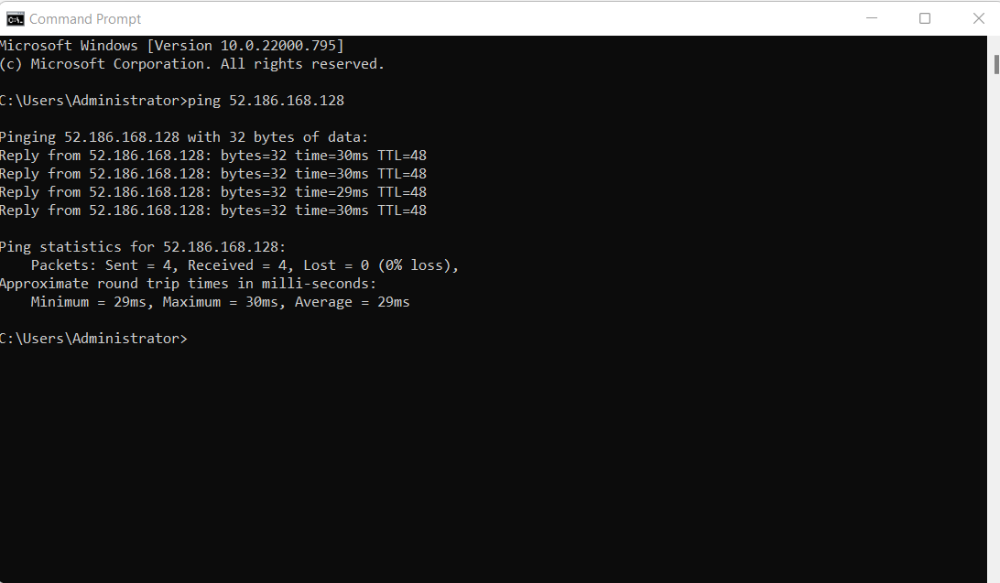 Command Prompt
Microsoft Windows [Version 10.0.22000.795]
(c) Microsoft Corporation. All rights reserved.
C:\Users\Administrator>ping 52.186.168.128
Pinging 52.186.168.128 with 32 bytes of data:
Reply from 52.186.168.128: bytes=32 time=30ms TTL=48
Reply from 52.186.168.128: bytes=32 time=30ms TTL=48
Reply from 52.186.168.128: bytes=32 time=29ms TTL=48
Reply from 52.186.168.128: bytes=32 time=30ms TTL=48
Ping statistics for 52.186.168.128:
    Packets: Sent = 4, Received = 4, Lost = 0 (0% loss),
Approximate round trip times in milli-seconds:
    Minimum = 29ms, Maximum = 30ms, Average = 29ms
C:\Users\Administrator>